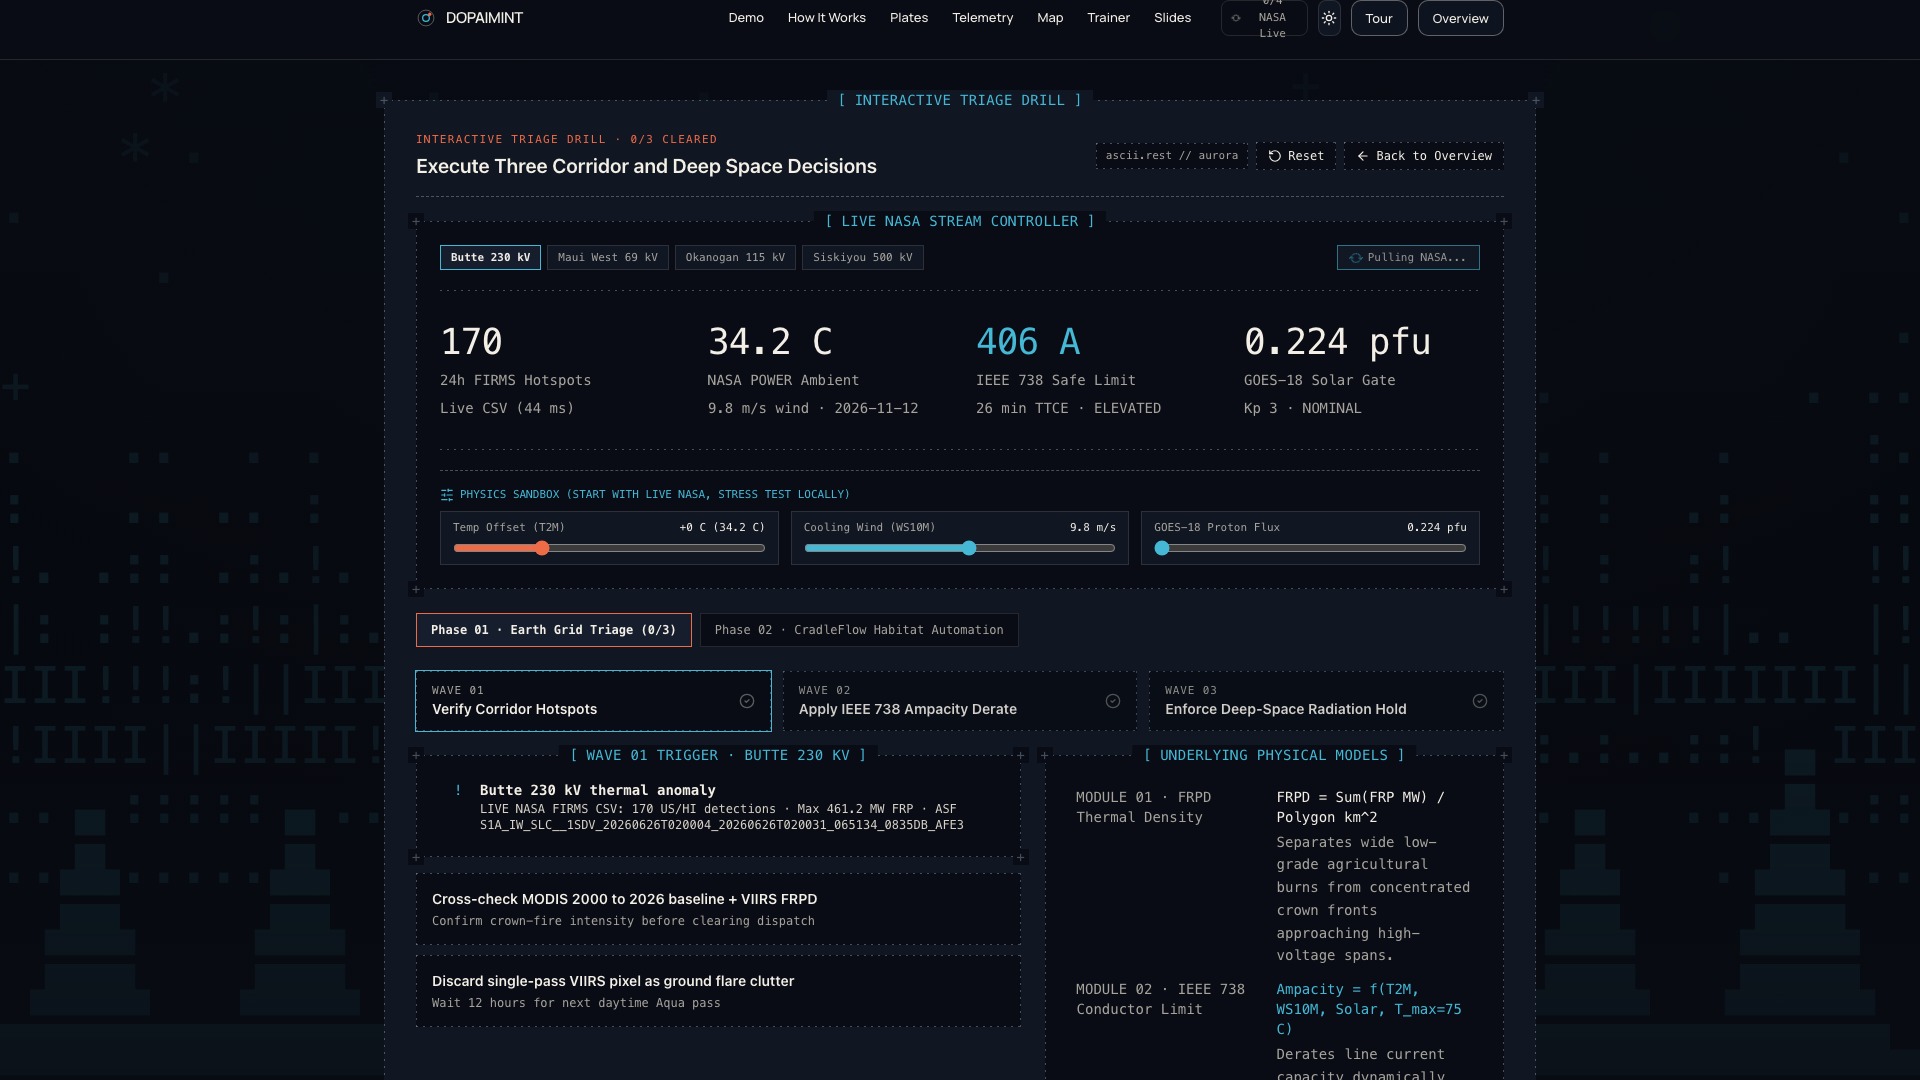 DOPAIMINT
Demo
How It Works
Plates
Telemetry
Map
Trainer
Slides
0/4
NASA
Live
Tour
Overview
[ INTERACTIVE TRIAGE DRILL ]
INTERACTIVE TRIAGE DRILL · 0/3 CLEARED
Execute Three Corridor and Deep Space Decisions
ascii.rest // aurora
Reset
Back to Overview
[ LIVE NASA STREAM CONTROLLER ]
Butte 230 kV
Maui West 69 kV
Okanogan 115 kV
Siskiyou 500 kV
Pulling NASA...
170
24h FIRMS Hotspots
Live CSV (44 ms)
34.2 C
NASA POWER Ambient
9.8 m/s wind · 2026-11-12
406 A
IEEE 738 Safe Limit
26 min TTCE · ELEVATED
0.224 pfu
GOES-18 Solar Gate
Kp 3 · NOMINAL
PHYSICS SANDBOX (START WITH LIVE NASA, STRESS TEST LOCALLY)
Temp Offset (T2M)
+0 C (34.2 C)
Cooling Wind (WS10M)
9.8 m/s
GOES-18 Proton Flux
0.224 pfu
Phase 01 · Earth Grid Triage (0/3)
Phase 02 · CradleFlow Habitat Automation
WAVE 01
Verify Corridor Hotspots
WAVE 02
Apply IEEE 738 Ampacity Derate
WAVE 03
Enforce Deep-Space Radiation Hold
[ WAVE 01 TRIGGER · BUTTE 230 KV ]
! Butte 230 kV thermal anomaly
LIVE NASA FIRMS CSV: 170 US/HI detections · Max 461.2 MW FRP · ASF
S1A_IW_SLC__1SDV_20260626T020004_20260626T020031_065134_0835DB_AFE3
Cross-check MODIS 2000 to 2026 baseline + VIIRS FRPD
Confirm crown-fire intensity before clearing dispatch
Discard single-pass VIIRS pixel as ground flare clutter
Wait 12 hours for next daytime Aqua pass
[ UNDERLYING PHYSICAL MODELS ]
MODULE 01 · FRPD
Thermal Density
FRPD = Sum(FRP MW) /
Polygon km^2
Separates wide low-
grade agricultural
burns from concentrated
crown fronts
approaching high-
voltage spans.
MODULE 02 · IEEE 738
Conductor Limit
Ampacity = f(T2M,
WS10M, Solar, T_max=75
C)
Derates line current
capacity dynamically